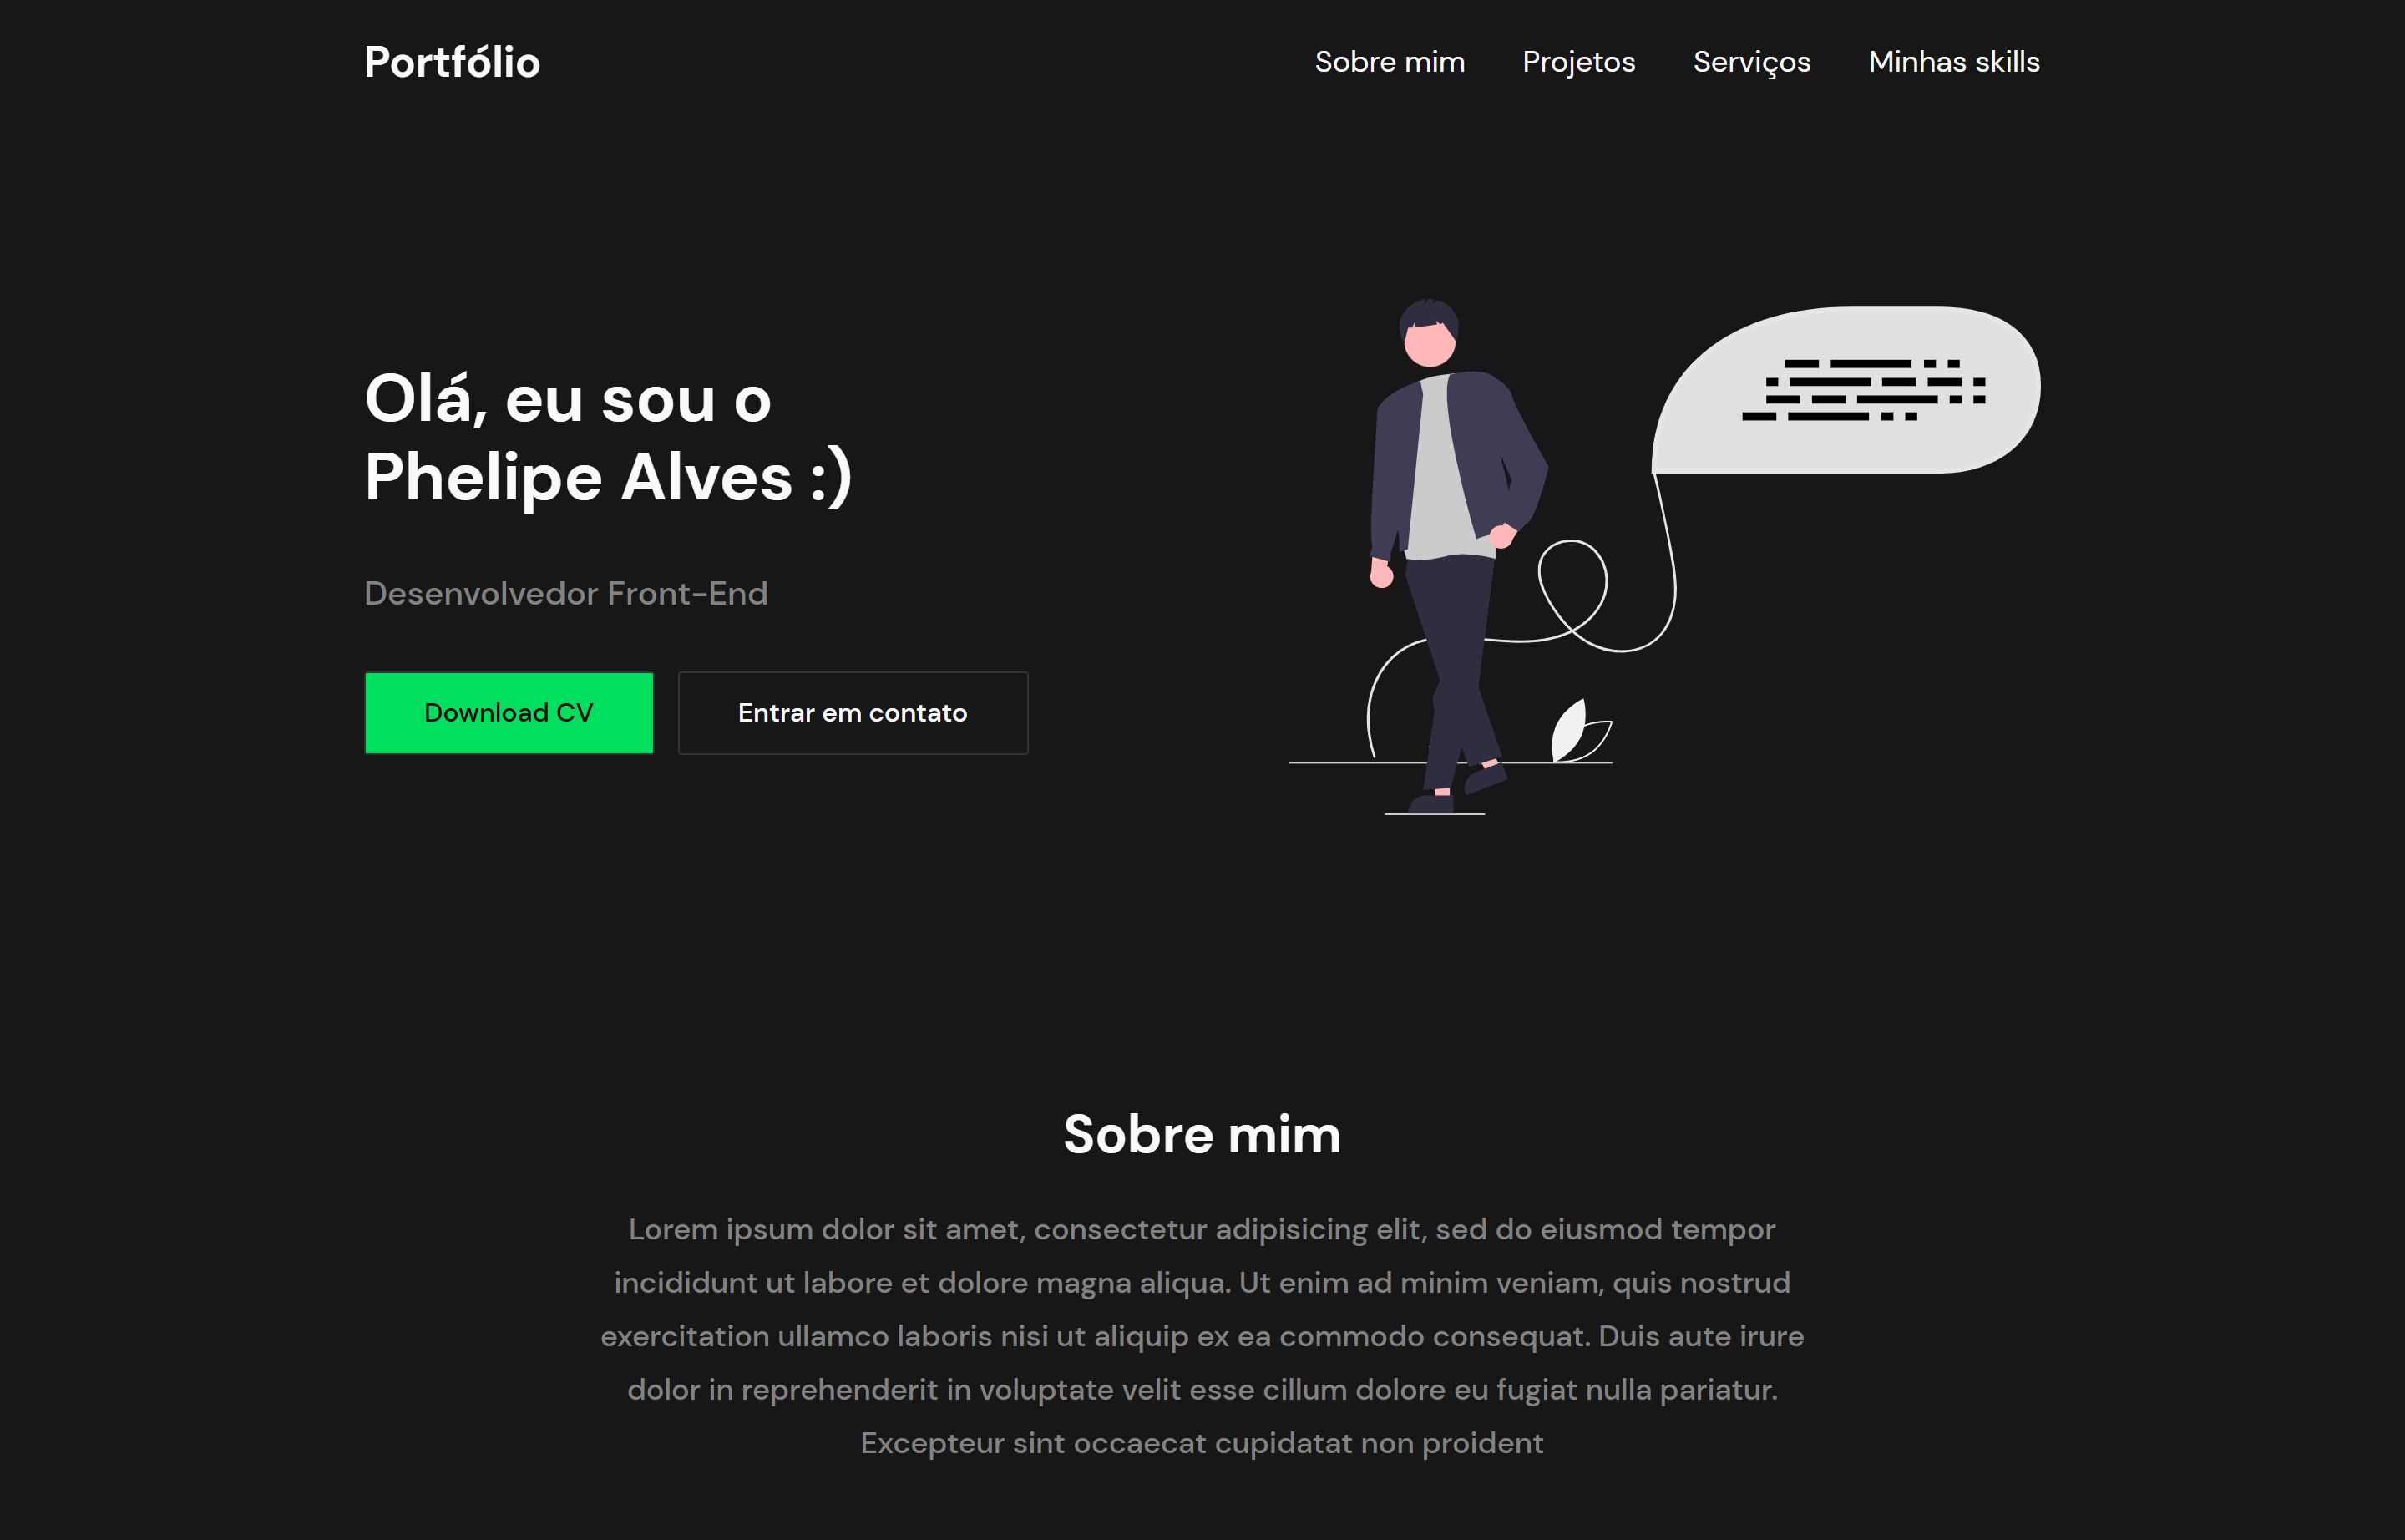 Portfólio
Sobre mim Projetos Serviços Minhas skills
Olá, eu sou o
Phelipe Alves :)
Desenvolvedor Front-End
Download CV
Entrar em contato
Sobre mim
Lorem ipsum dolor sit amet, consectetur adipisicing elit, sed do eiusmod tempor
incididunt ut labore et dolore magna aliqua. Ut enim ad minim veniam, quis nostrud
exercitation ullamco laboris nisi ut aliquip ex ea commodo consequat. Duis aute irure
dolor in reprehenderit in voluptate velit esse cillum dolore eu fugiat nulla pariatur.
Excepteur sint occaecat cupidatat non proident